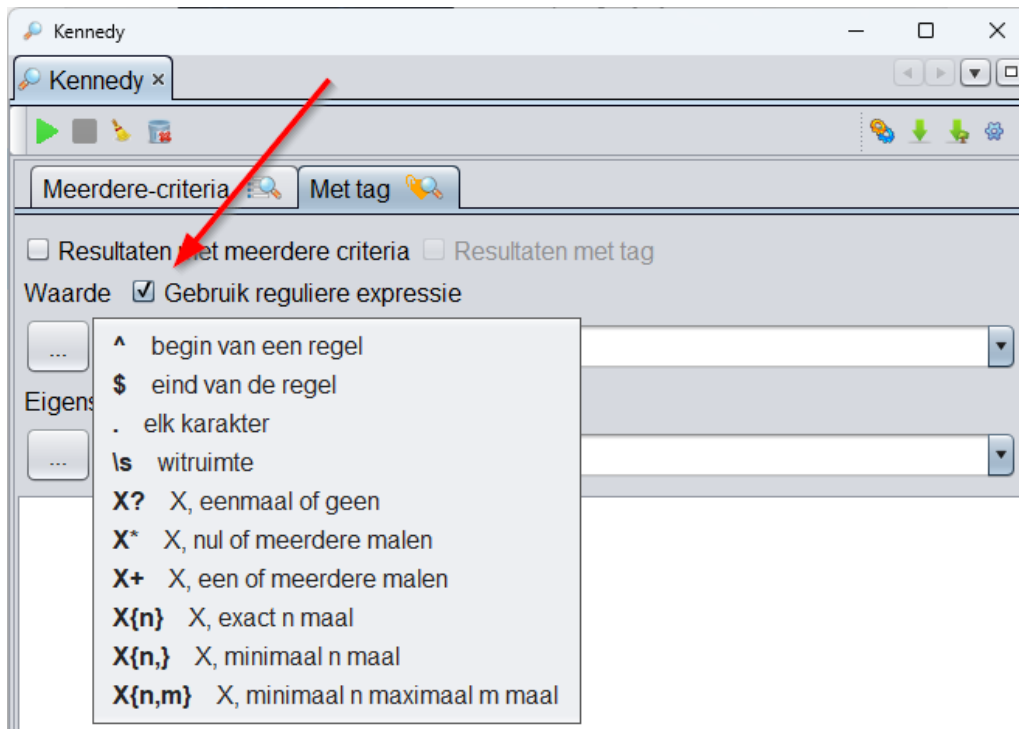 Kennedy
Kennedy ×
Meerdere-criteria Met tag
Resultaten met meerdere criteria Resultaten met tag
Waarde Gebruik reguliere expressie
...
^ begin van een regel
$ eind van de regel
Eigens
. elk karakter
...
\s witruimte
X? X, eenmaal of geen
X* X, nul of meerdere malen
X+ X, een of meerdere malen
X{n} X, exact n maal
X{n,} X, minimaal n maal
X{n,m} X, minimaal n maximaal m maal